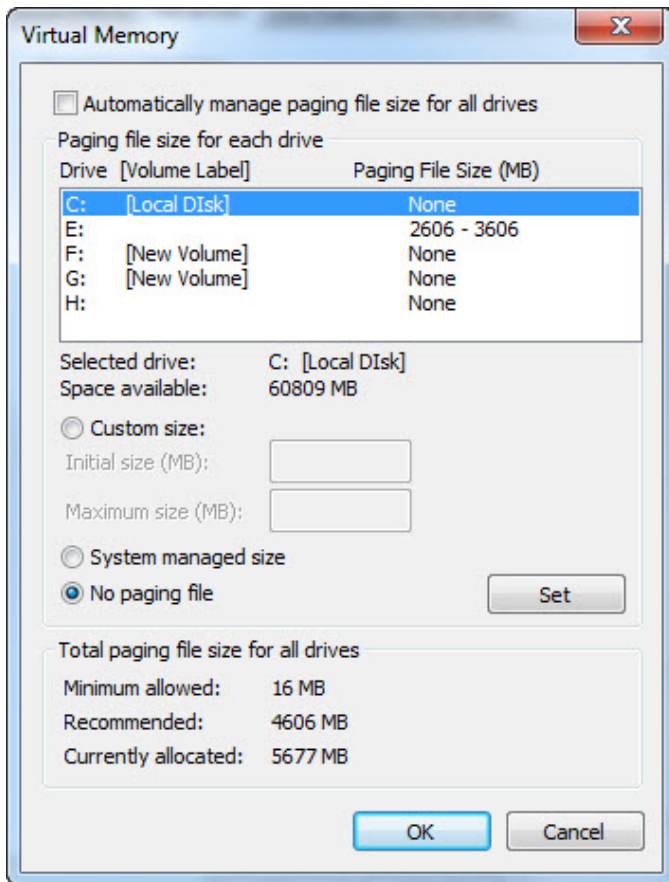 Virtual Memory
Automatically manage paging file size for all drives
Paging file size for each drive
Drive [Volume Label] Paging File Size (MB)
C: [Local DIsk] None
E: 2606 - 3606
F: [New Volume] None
G: [New Volume] None
H: None
Selected drive: C: [Local DIsk]
Space available: 60809 MB
Custom size:
Initial size (MB):
Maximum size (MB):
System managed size
No paging file Set
Total paging file size for all drives
Minimum allowed: 16 MB
Recommended: 4606 MB
Currently allocated: 5677 MB
OK Cancel